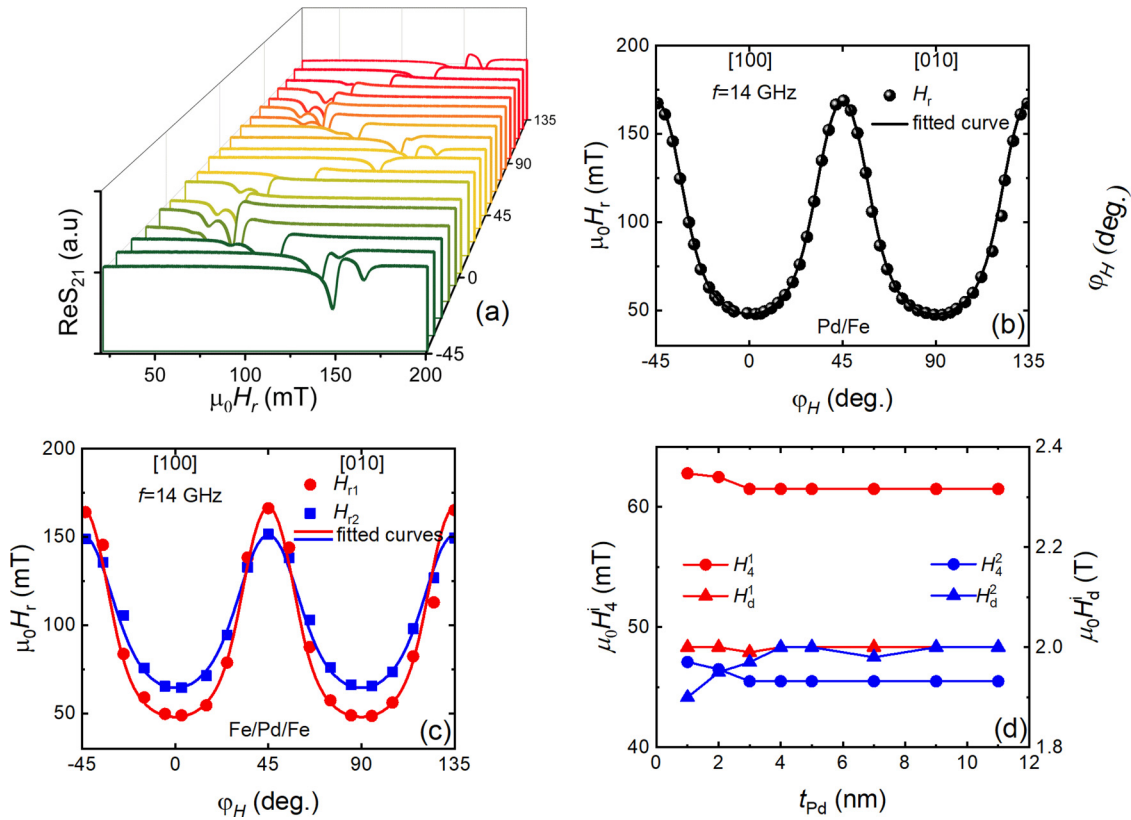 ReS21 (a.u)
50
100
150
200
μ0Hr (mT)
-45
0
45
90
135
φH (deg.)
(a)
200
150
100
50
μ0Hr (mT)
[100]
[010]
f=14 GHz
Hr
fitted curve
Pd/Fe
(b)
-45
0
45
90
135
φH (deg.)
200
150
100
50
μ0Hr (mT)
[100]
[010]
f=14 GHz
Hr1
Hr2
fitted curves
Fe/Pd/Fe
(c)
-45
0
45
90
135
φH (deg.)
60
50
40
μ0H4i (mT)
H41
Hd1
H42
Hd2
2.4
2.2
2.0
1.8
μ0Hdi (T)
(d)
0
2
4
6
8
10
12
tPd (nm)